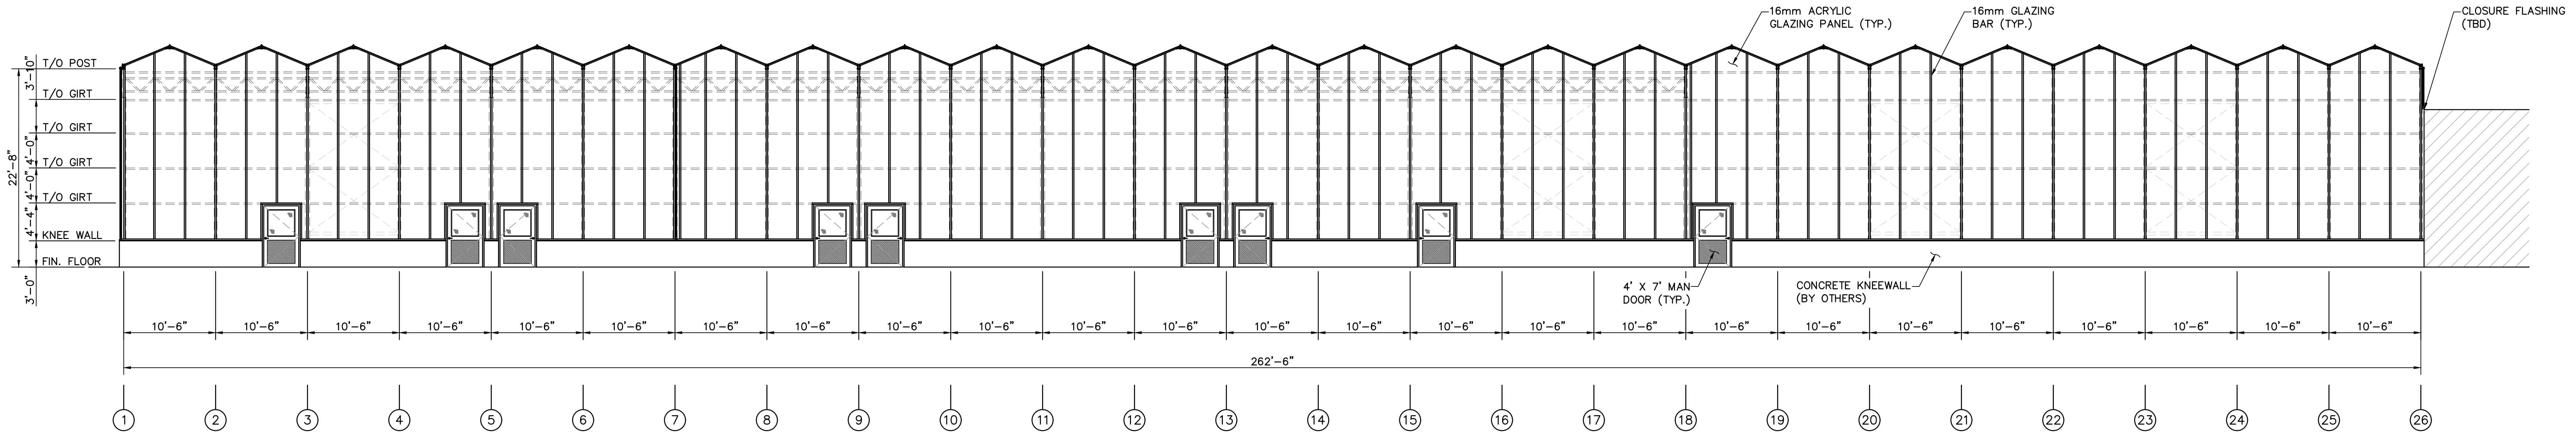 16mm ACRYLIC
GLAZING PANEL (TYP.)
16mm GLAZING
BAR (TYP.)
CLOSURE FLASHING
(TBD)
T/O POST
T/O GIRT
T/O GIRT
T/O GIRT
T/O GIRT
KNEE WALL
FIN. FLOOR
3'-10"
4'-0"
4'-0"
4'-4"
3'-0"
22'-8"
4' X 7' MAN
DOOR (TYP.)
CONCRETE KNEEWALL
(BY OTHERS)
10'-6" 10'-6" 10'-6" 10'-6" 10'-6" 10'-6" 10'-6" 10'-6" 10'-6" 10'-6" 10'-6" 10'-6" 10'-6" 10'-6" 10'-6" 10'-6" 10'-6" 10'-6" 10'-6" 10'-6" 10'-6" 10'-6" 10'-6" 10'-6" 10'-6"
262'-6"
1 2 3 4 5 6 7 8 9 10 11 12 13 14 15 16 17 18 19 20 21 22 23 24 25 26